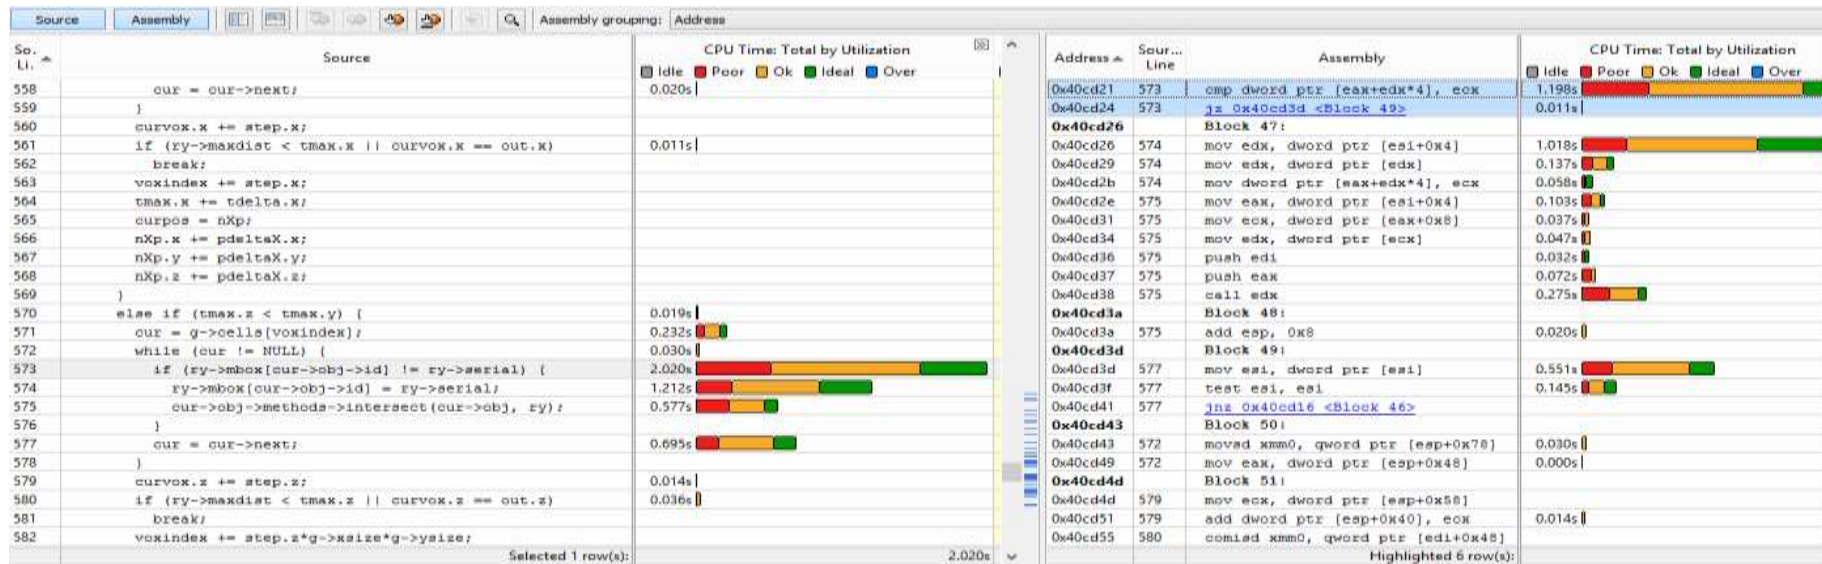 Source Assembly Assembly grouping: Address
So. Li. Source CPU Time: Total by Utilization
Idle Poor Ok Ideal Over
558 cur = cur->next; 0.020s
559 }
560 curvox.x += step.x;
561 if (ry->maxdist < tmax.x || curvox.x == out.x) 0.011s
562 break;
563 voxindex += step.x;
564 tmax.x += tdelta.x;
565 curpos = nXp;
566 nXp.x += pdeltaX.x;
567 nXp.y += pdeltaX.y;
568 nXp.z += pdeltaX.z;
569 }
570 else if (tmax.z < tmax.y) { 0.019s
571 cur = g->cells[voxindex]; 0.232s
572 while (cur != NULL) { 0.030s
573 if (ry->mbox[cur->obj->id] != ry->serial) { 2.020s
574 ry->mbox[cur->obj->id] = ry->serial; 1.212s
575 cur->obj->methods->intersect(cur->obj, ry); 0.577s
576 }
577 cur = cur->next; 0.695s
578 }
579 curvox.z += step.z; 0.014s
580 if (ry->maxdist < tmax.z || curvox.z == out.z) 0.036s
581 break;
582 voxindex += step.z*g->xsize*g->ysize;
Selected 1 row(s): 2.020s
Address Sour... Line Assembly CPU Time: Total by Utilization
Idle Poor Ok Ideal Over
0x40cd21 573 cmp dword ptr [eax+edx*4], ecx 1.198s
0x40cd24 573 jz 0x40cd3d <Block 49> 0.011s
0x40cd26 Block 47:
0x40cd26 574 mov edx, dword ptr [esi+0x4] 1.018s
0x40cd29 574 mov edx, dword ptr [edx] 0.137s
0x40cd2b 574 mov dword ptr [eax+edx*4], ecx 0.058s
0x40cd2e 575 mov eax, dword ptr [esi+0x4] 0.103s
0x40cd31 575 mov ecx, dword ptr [eax+0x8] 0.037s
0x40cd34 575 mov edx, dword ptr [ecx] 0.047s
0x40cd36 575 push edi 0.032s
0x40cd37 575 push eax 0.072s
0x40cd38 575 call edx 0.275s
0x40cd3a Block 48:
0x40cd3a 575 add esp, 0x8 0.020s
0x40cd3d Block 49:
0x40cd3d 577 mov esi, dword ptr [esi] 0.551s
0x40cd3f 577 test esi, esi 0.145s
0x40cd41 577 jnz 0x40cd16 <Block 46>
0x40cd43 Block 50:
0x40cd43 572 movsd xmm0, qword ptr [esp+0x78] 0.030s
0x40cd49 572 mov eax, dword ptr [esp+0x48] 0.000s
0x40cd4d Block 51:
0x40cd4d 579 mov ecx, dword ptr [esp+0x58]
0x40cd51 579 add dword ptr [esp+0x40], ecx 0.014s
0x40cd55 580 comisd xmm0, qword ptr [edi+0x48]
Highlighted 6 row(s):